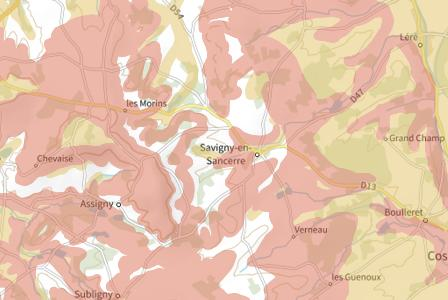 D54
Léré
D47
les Morins
Grand Champ
Savigny-en-
Sancerre
Chevaise
D13
Assigny
Boulleret
Verneau
Cos
les Guenoux
Subligny